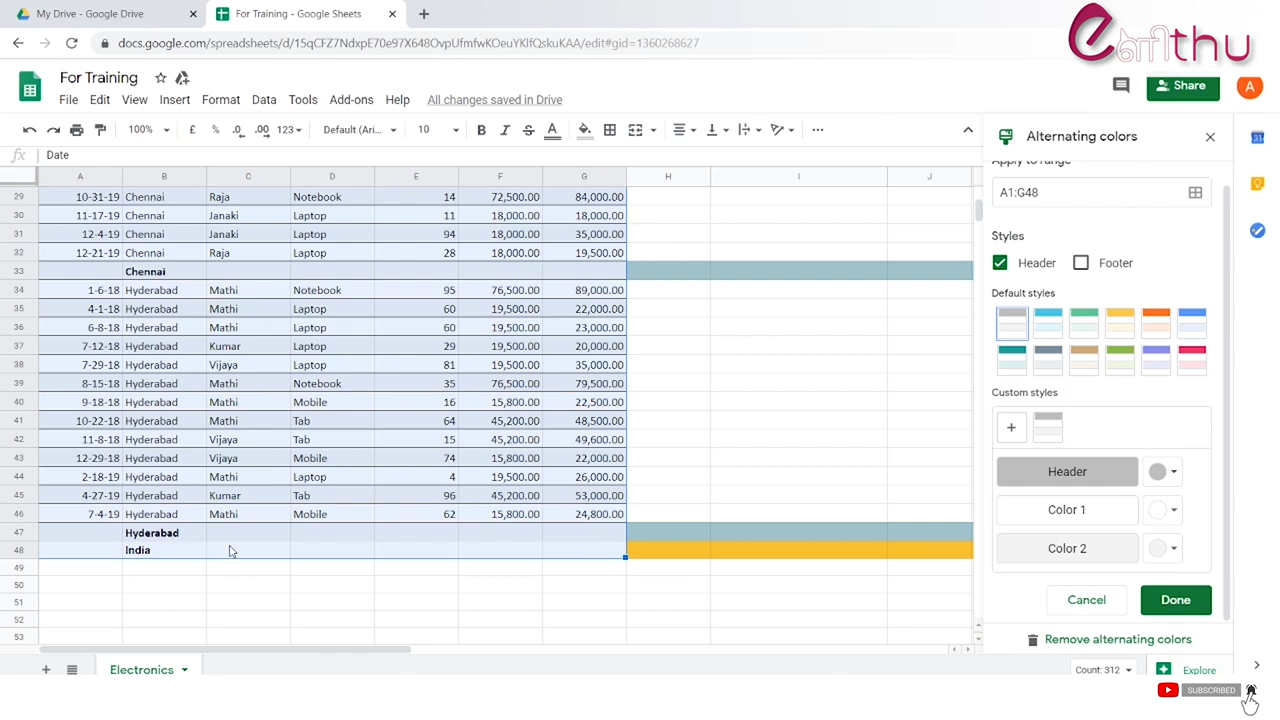 My Drive - Google Drive
For Training - Google Sheets
docs.google.com/spreadsheets/d/15qCFZ7NdxpE70e97X648OvpUfmfwKOeuYKlfQskuKAA/edit#gid=1360268627
எளிthu
For Training
Share
A
File Edit View Insert Format Data Tools Add-ons Help All changes saved in Drive
100% £ % .0 .00 123 Default (Ari... 10 B I S A
fx Date
A B C D E F G H I J
29 10-31-19 Chennai Raja Notebook 14 72,500.00 84,000.00
30 11-17-19 Chennai Janaki Laptop 11 18,000.00 18,000.00
31 12-4-19 Chennai Janaki Laptop 94 18,000.00 35,000.00
32 12-21-19 Chennai Raja Laptop 28 18,000.00 19,500.00
33 Chennai
34 1-6-18 Hyderabad Mathi Notebook 95 76,500.00 89,000.00
35 4-1-18 Hyderabad Mathi Laptop 60 19,500.00 22,000.00
36 6-8-18 Hyderabad Mathi Laptop 60 19,500.00 23,000.00
37 7-12-18 Hyderabad Kumar Laptop 29 19,500.00 20,000.00
38 7-29-18 Hyderabad Vijaya Laptop 81 19,500.00 35,000.00
39 8-15-18 Hyderabad Mathi Notebook 35 76,500.00 79,500.00
40 9-18-18 Hyderabad Mathi Mobile 16 15,800.00 22,500.00
41 10-22-18 Hyderabad Mathi Tab 64 45,200.00 48,500.00
42 11-8-18 Hyderabad Vijaya Tab 15 45,200.00 49,600.00
43 12-29-18 Hyderabad Vijaya Mobile 74 15,800.00 22,000.00
44 2-18-19 Hyderabad Mathi Laptop 4 19,500.00 26,000.00
45 4-27-19 Hyderabad Kumar Tab 96 45,200.00 53,000.00
46 7-4-19 Hyderabad Mathi Mobile 62 15,800.00 24,800.00
47 Hyderabad
48 India
49
50
51
52
53
Alternating colors
Apply to range
A1:G48
Styles
Header Footer
Default styles
Custom styles
Header
Color 1
Color 2
Cancel Done
Remove alternating colors
31
Electronics
Count: 312
Explore
SUBSCRIBED